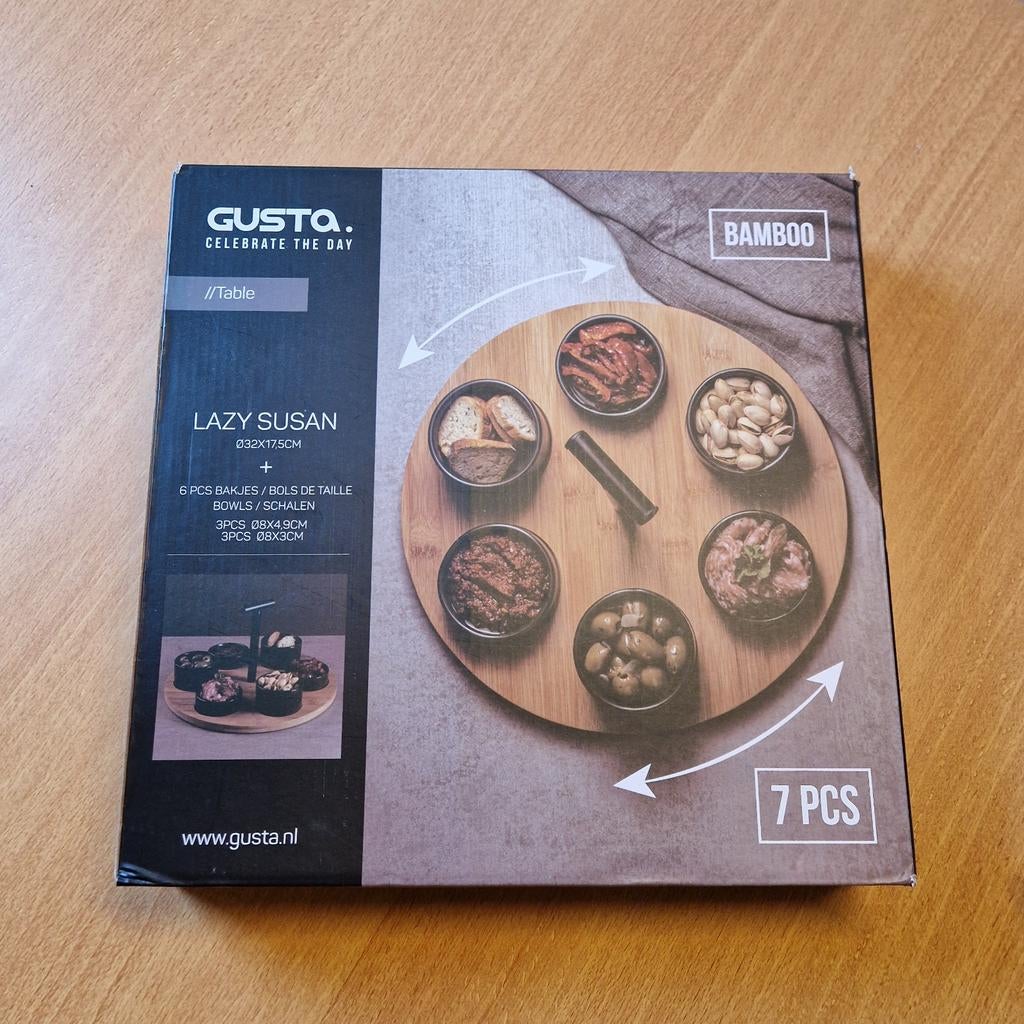 GUSTA.
CELEBRATE THE DAY
//Table
LAZY SUSAN
Ø32X17,5CM
+
6 PCS BAKJES / BOLS DE TAILLE
BOWLS / SCHALEN
3PCS Ø8X4,9CM
3PCS Ø8X3CM
www.gusta.nl
BAMBOO
7 PCS